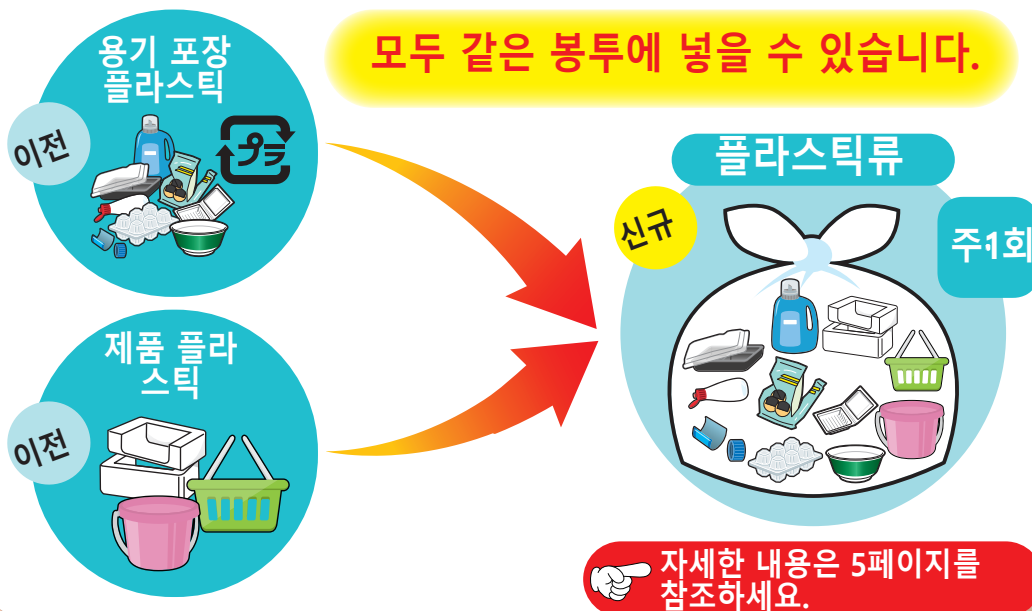 모두 같은 봉투에 넣을 수 있습니다.
용기 포장
플라스틱
이전
プラ
제품 플라
스틱
이전
플라스틱류
신규
주1회
자세한 내용은 5페이지를
참조하세요.